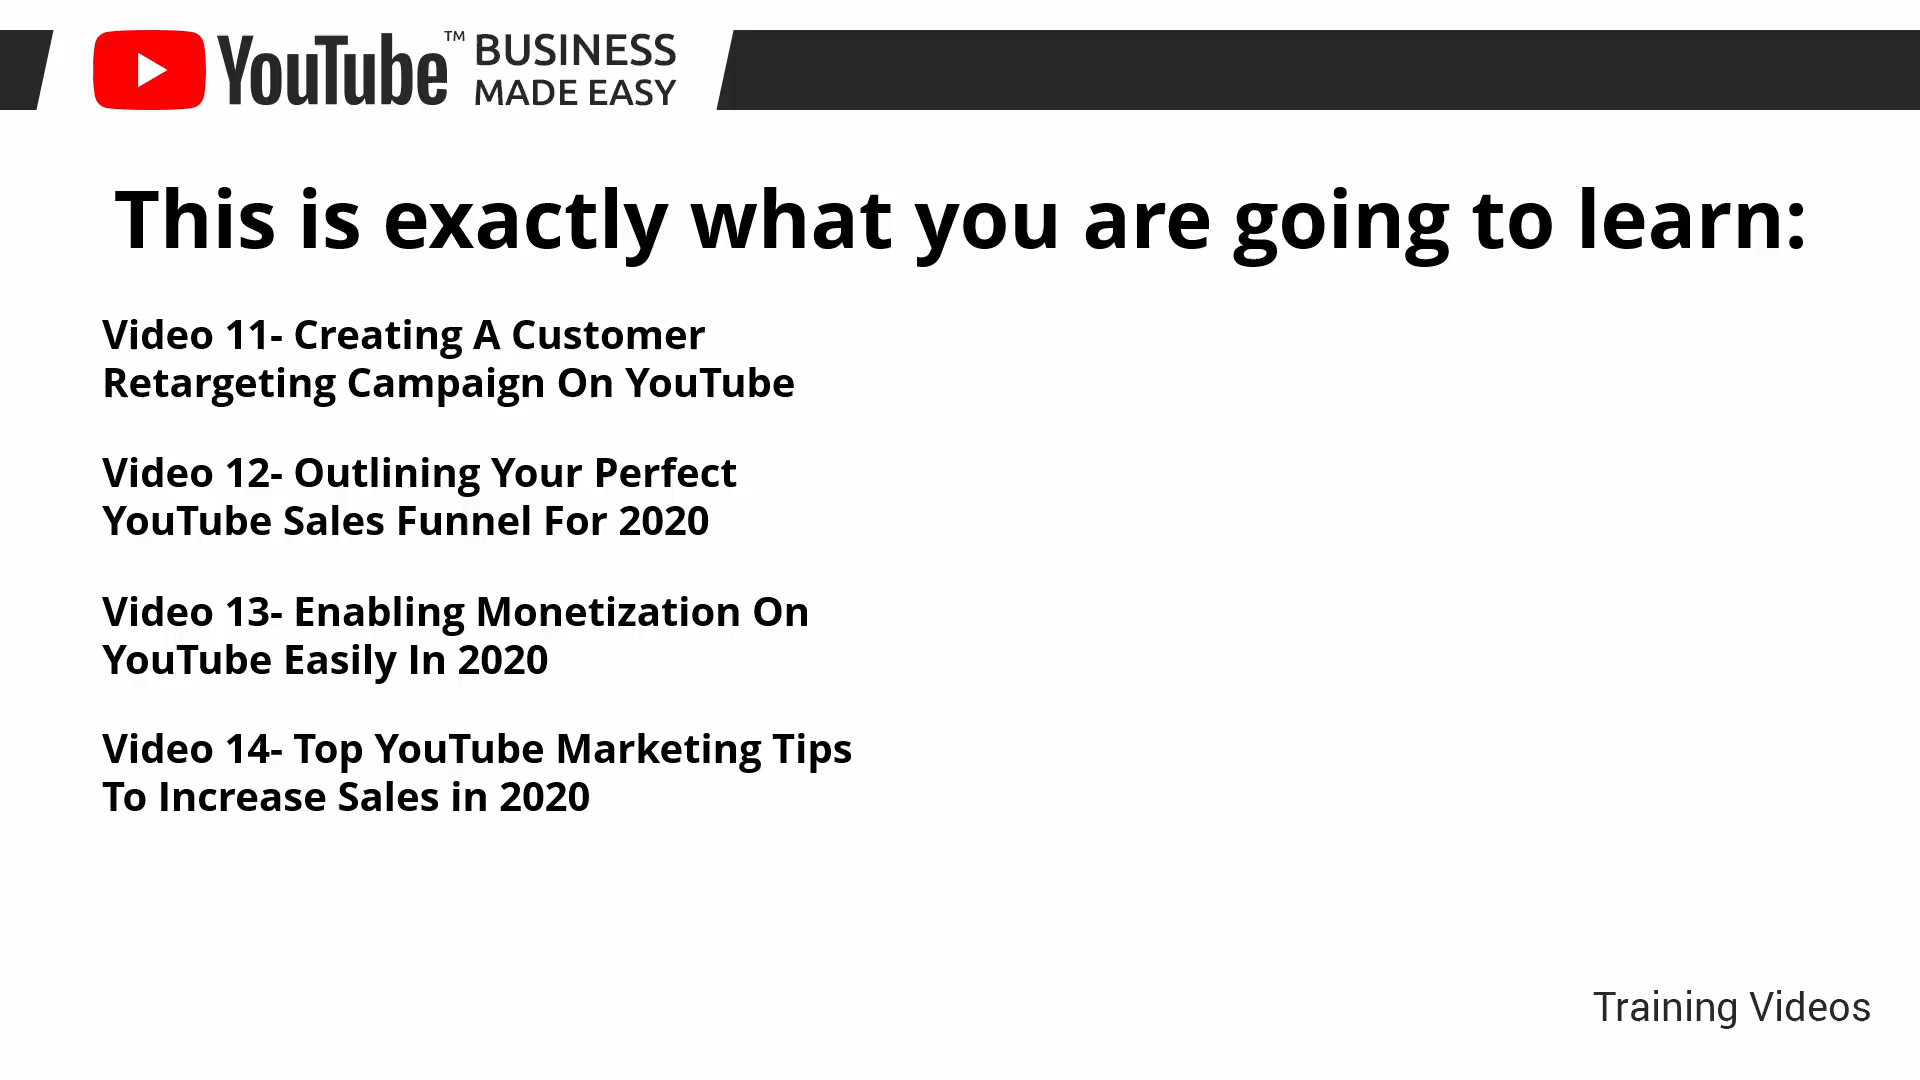 YouTube™ BUSINESS
MADE EASY
This is exactly what you are going to learn:
Video 11- Creating A Customer
Retargeting Campaign On YouTube
Video 12- Outlining Your Perfect
YouTube Sales Funnel For 2020
Video 13- Enabling Monetization On
YouTube Easily In 2020
Video 14- Top YouTube Marketing Tips
To Increase Sales in 2020
Training Videos